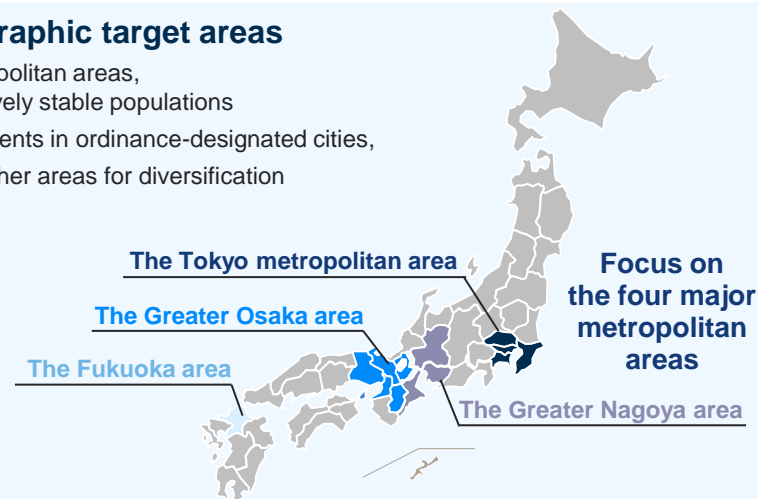 raphic target areas
politan areas,
vely stable populations
ents in ordinance-designated cities,
her areas for diversification
The Tokyo metropolitan area
Focus on
the four major
metropolitan
areas
The Greater Osaka area
The Fukuoka area
The Greater Nagoya area